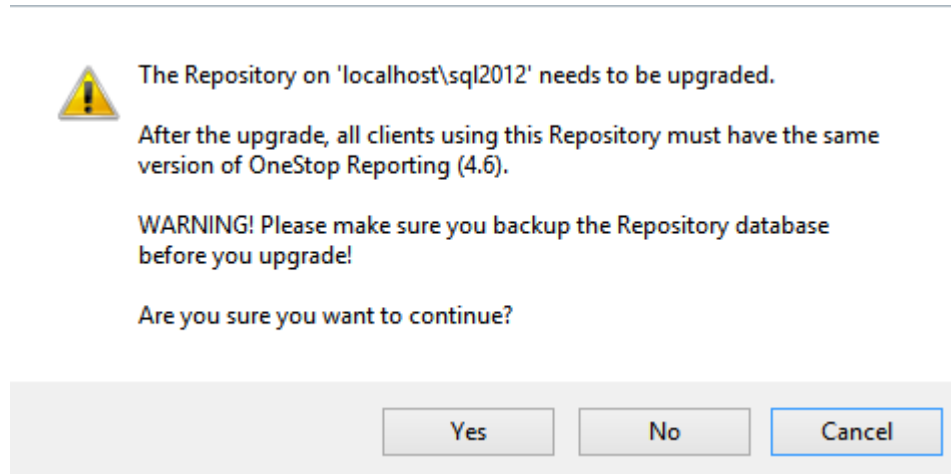 The Repository on 'localhost\sql2012' needs to be upgraded.
After the upgrade, all clients using this Repository must have the same
version of OneStop Reporting (4.6).
WARNING! Please make sure you backup the Repository database
before you upgrade!
Are you sure you want to continue?
Yes
No
Cancel